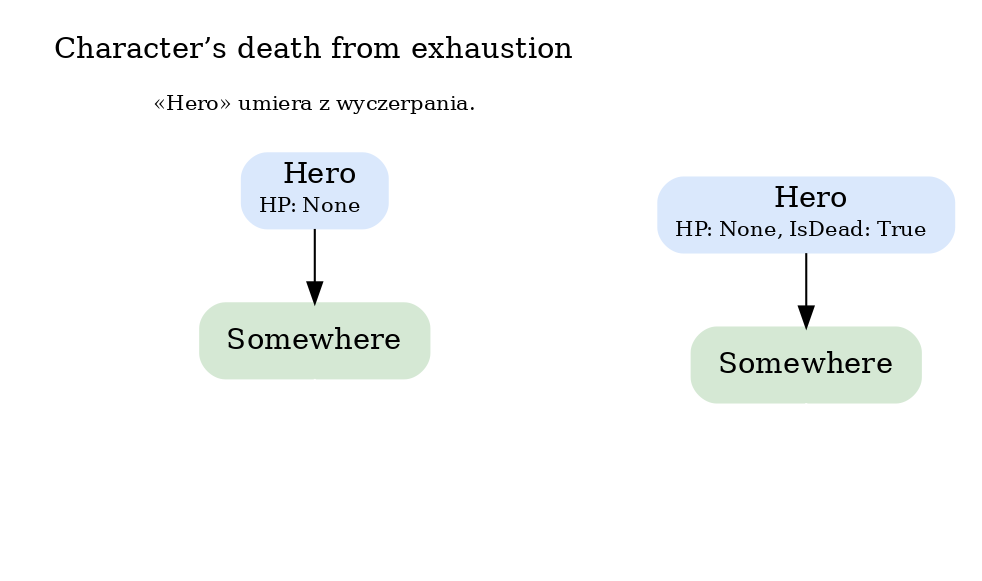 Character’s death from exhaustion
«Hero» umiera z wyczerpania.
Hero
HP: None
Somewhere
Hero
HP: None, IsDead: True
Somewhere